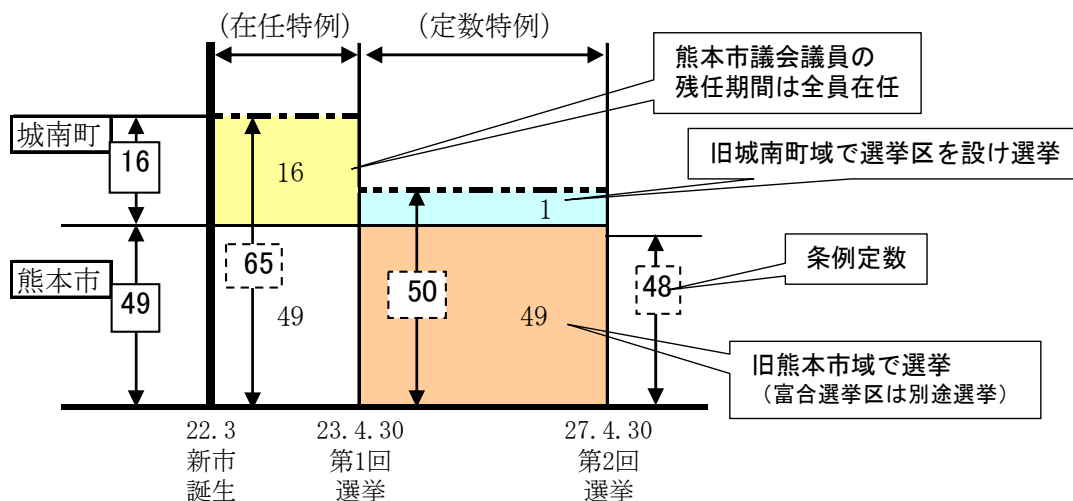 (在任特例)
(定数特例)
熊本市議会議員の
残任期間は全員在任
城南町
16
16
旧城南町域で選挙区を設け選挙
1
熊本市
49
65
49
50
49
48
条例定数
旧熊本市域で選挙
（富合選挙区は別途選挙）
22.3
新市
誕生
23.4.30
第1回
選挙
27.4.30
第2回
選挙